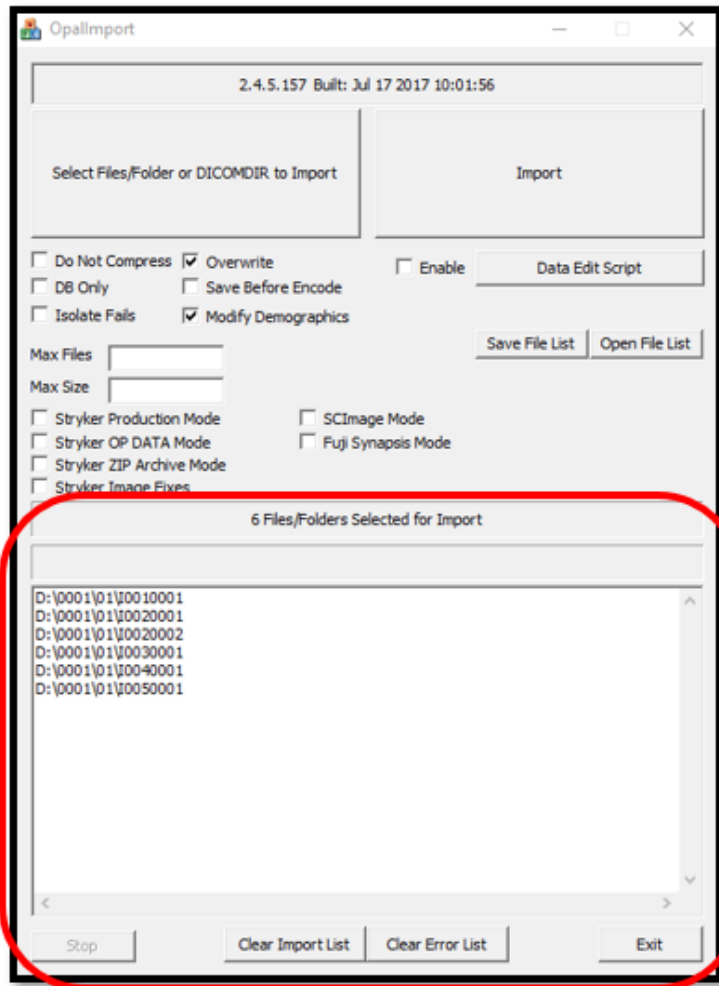 OpalImport
2.4.5.157 Built: Jul 17 2017 10:01:56
Select Files/Folder or DICOMDIR to Import
Import
Do Not Compress
Overwrite
Enable
Data Edit Script
DB Only
Save Before Encode
Isolate Fails
Modify Demographics
Save File List
Open File List
Max Files
Max Size
Stryker Production Mode
SCImage Mode
Stryker OP DATA Mode
Fuji Synapsis Mode
Stryker ZIP Archive Mode
Stryker Image Fixes
6 Files/Folders Selected for Import
D:\0001\01\I0010001
D:\0001\01\I0020001
D:\0001\01\I0020002
D:\0001\01\I0030001
D:\0001\01\I0040001
D:\0001\01\I0050001
Stop
Clear Import List
Clear Error List
Exit